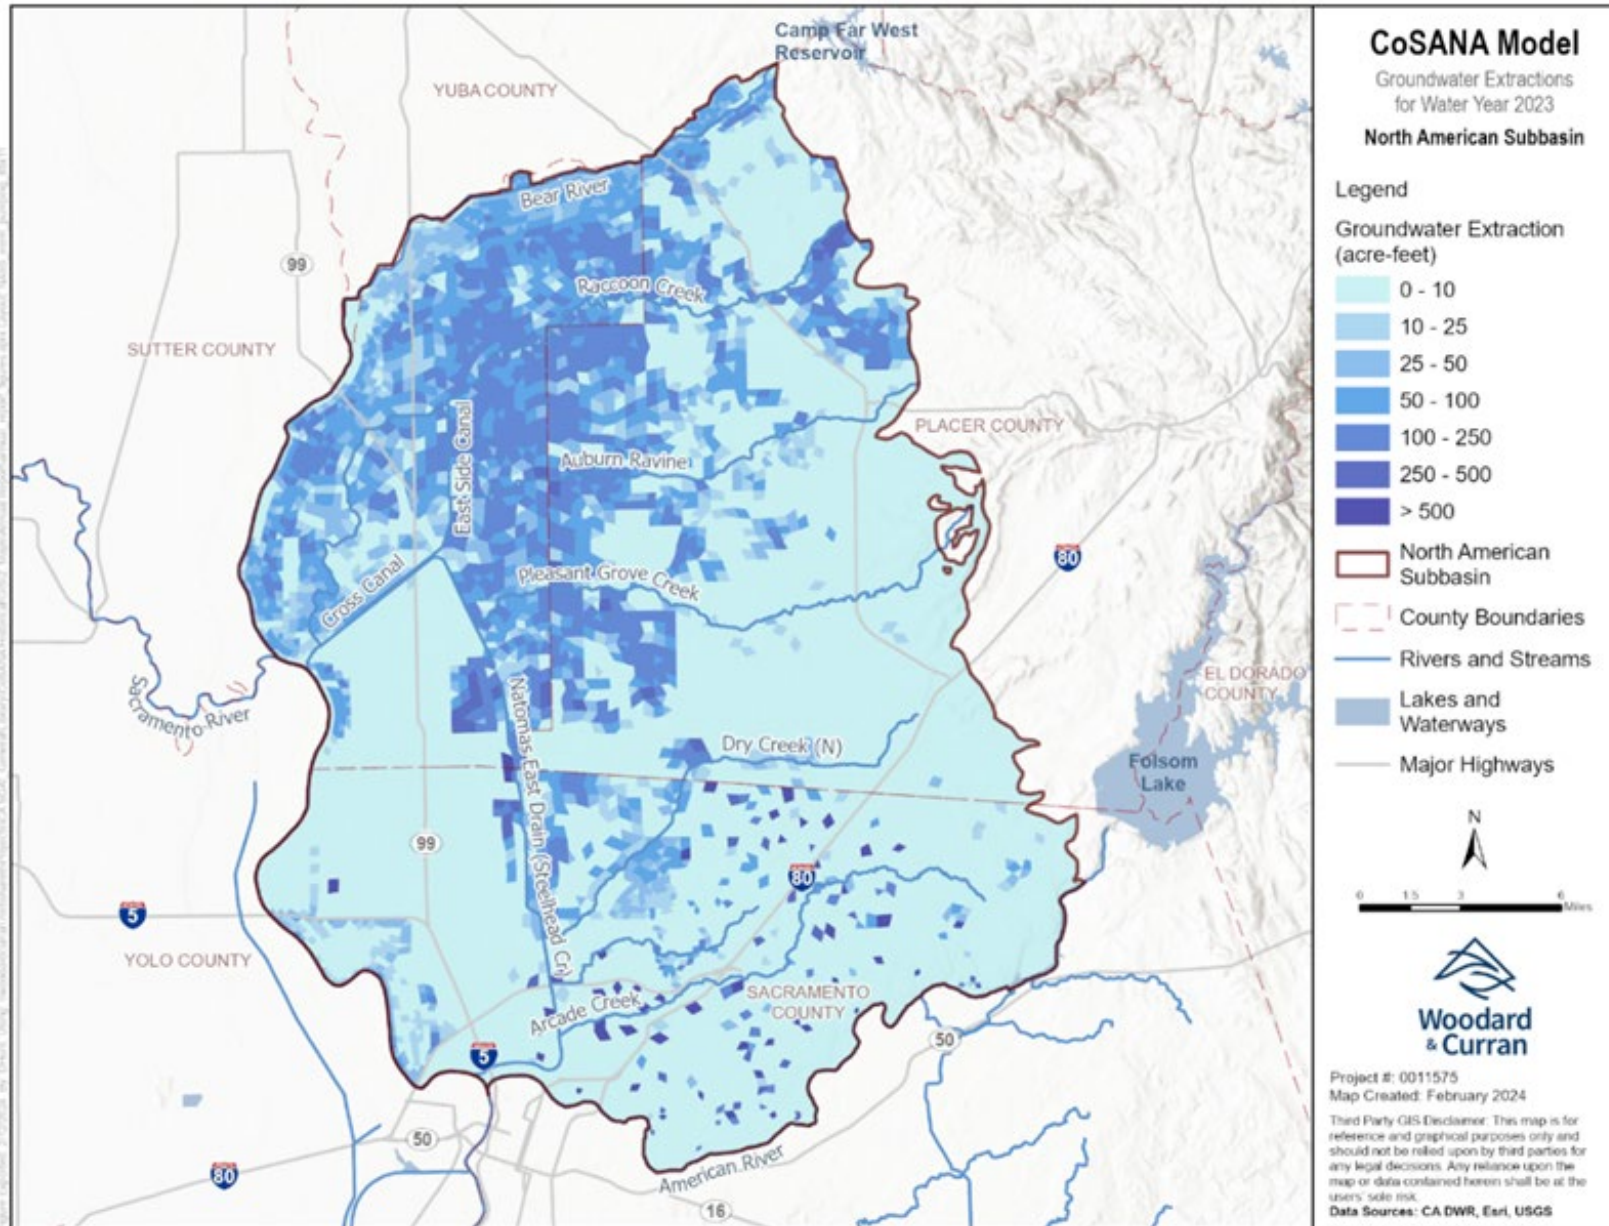 CoSANA Model
Groundwater Extractions
for Water Year 2023
North American Subbasin
Legend
Groundwater Extraction
(acre-feet)
0 - 10
10 - 25
25 - 50
50 - 100
100 - 250
250 - 500
> 500
North American
Subbasin
County Boundaries
Rivers and Streams
Lakes and
Waterways
Major Highways
N
0 1.5 3 6
Miles
Woodard
& Curran
Project #: 0011575
Map Created: February 2024
Third Party GIS Disclaimer: This map is for
reference and graphical purposes only and
should not be relied upon by third parties for
any legal decisions. Any reliance upon the
map or data contained herein shall be at the
users' sole risk.
Data Sources: CA DWR, Esri, USGS
Camp Far West
Reservoir
YUBA COUNTY
Bear River
99
Raccoon Creek
SUTTER COUNTY
East Side Canal
PLACER COUNTY
Auburn Ravine
80
Cross Canal
Pleasant Grove Creek
EL DORADO
COUNTY
Sacramento River
Natomas East Drain (Steelhead Cr)
Dry Creek (N)
Folsom
Lake
99
80
5
YOLO COUNTY
SACRAMENTO
COUNTY
Arcade Creek
5
50
50
80
American River
16